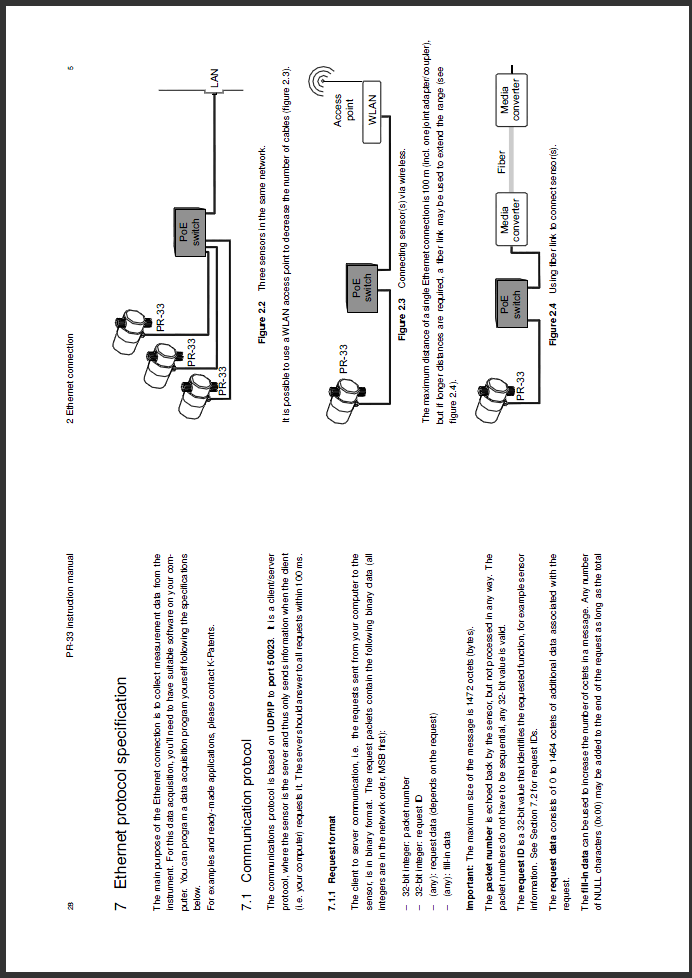 28
PR-33 instruction manual
7 Ethernet protocol specification
The main purpose of the Ethernet connection is to collect measurement data from the
instrument. For this data acquisition, you'll need to have suitable software on your com-
puter. You can program a data acquisition program yourself following the specifications
below.
For examples and ready-made applications, please contact K-Patents.
7.1 Communication protocol
The communications protocol is based on UDP/IP to port 50023. It is a client/server
protocol, where the sensor is the server and thus only sends information when the client
(i.e. your computer) requests it. The server should answer to all requests within 100 ms.
7.1.1 Request format
The client to server communication, i.e. the requests sent from your computer to the
sensor, is in binary format. The request packets contain the following binary data (all
integers are in the network order, MSB first):
– 32-bit integer: packet number
– 32-bit integer: request ID
– (any): request data (depends on the request)
– (any): fill-in data
Important: The maximum size of the message is 1472 octets (bytes).
The packet number is echoed back by the sensor, but not processed in any way. The
packet numbers do not have to be sequential, any 32-bit value is valid.
The request ID is a 32-bit value that identifies the requested function, for example sensor
information. See Section 7.2 for request IDs.
The request data consists of 0 to 1464 octets of additional data associated with the
request.
The fill-in data can be used to increase the number of octets in a message. Any number
of NULL characters (0x00) may be added to the end of the request as long as the total
2 Ethernet connection
5
PR-33
PR-33
PR-33
PoE
switch
LAN
Figure 2.2 Three sensors in the same network.
It is possible to use a WLAN access point to decrease the number of cables (figure 2.3).
PR-33
PoE
switch
Access
point
WLAN
Figure 2.3 Connecting sensor(s) via wireless.
The maximum distance of a single Ethernet connection is 100 m (incl. one joint adapter/coupler),
but if longer distances are required, a fiber link may be used to extend the range (see
figure 2.4).
PR-33
PoE
switch
Media
converter
Fiber
Media
converter
Figure 2.4 Using fiber link to connect sensor(s).